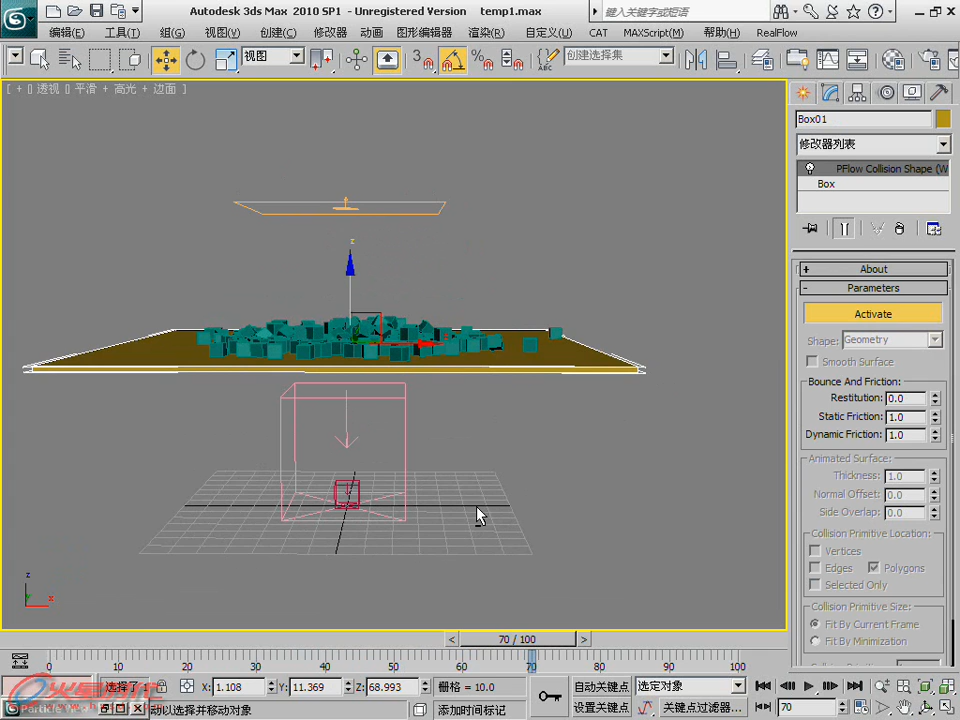 Autodesk 3ds Max 2010 SP1 - Unregistered Version temp1.max
键入关键字或短语
编辑(E) 工具(T) 组(G) 视图(V) 创建(C) 修改器 动画 图形编辑器 渲染(R) 自定义(U) CAT MAXScript(M) 帮助(H) RealFlow
视图
3
%
ABC
创建选择集
[ + [] 透视 [] 平滑 + 高光 + 边面 ]
Box01
修改器列表
PFlow Collision Shape (W
Box
z
+ About
- Parameters
Activate
Shape: Geometry
Smooth Surface
Bounce And Friction:
Restitution: 0.0
Static Friction: 1.0
Dynamic Friction: 1.0
Animated Surface:
Thickness: 1.0
Normal Offset: 0.0
Side Overlap: 0.0
Collision Primitive Location:
Vertices
Edges Polygons
Selected Only
Collision Primitive Size:
Fit By Current Frame
Fit By Minimization
z
x
< 70 / 100 >
0 10 20 30 40 50 60 70 80 90 100
X: 1.108 Y: 11.369 Z: 68.993 栅格 = 10.0
自动关键点 选定对象
动以选择并移动对象 添加时间标记
设置关键点 关键点过滤器... 70